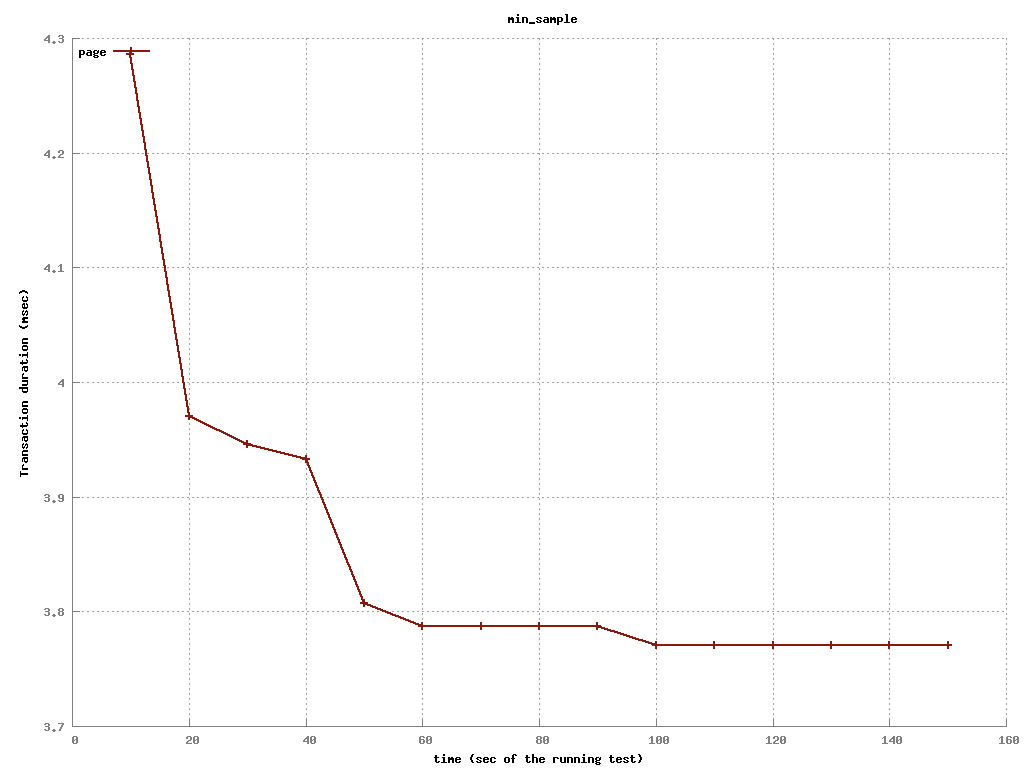 min_sample
page
4.3
4.2
4.1
4
3.9
3.8
3.7
Transaction duration (msec)
0 20 40 60 80 100 120 140 160
time (sec of the running test)